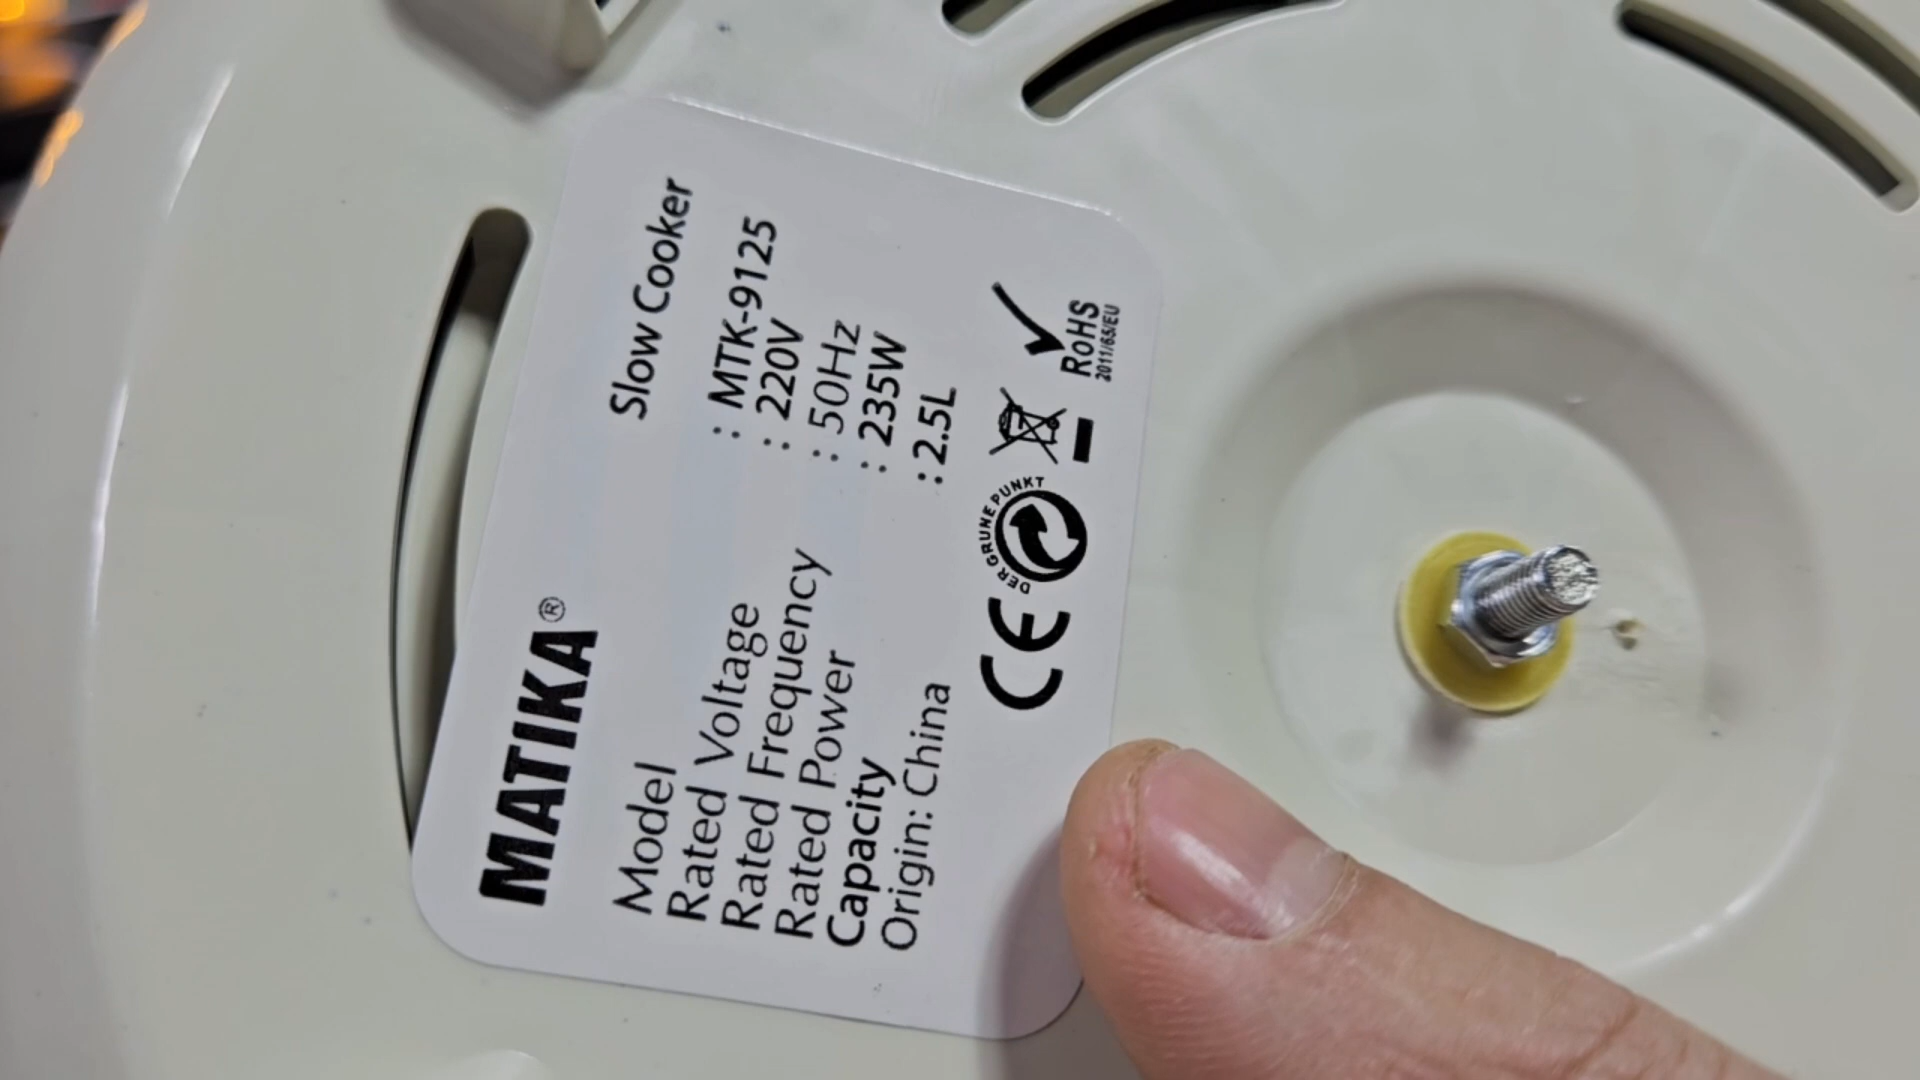 MATIKA®
Slow Cooker
Model : MTK-9125
Rated Voltage : 220V
Rated Frequency : 50Hz
Rated Power : 235W
Capacity : 2.5L
Origin: China
CE
DER GRUNE PUNKT
RoHS
2011/65/EU